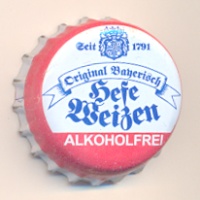 Seit 1791
Original Bayerisch
Hefe
Weizen
ALKOHOLFREI